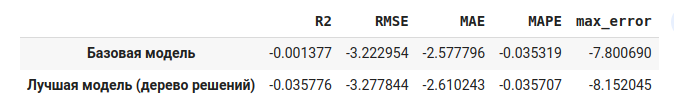 R2 RMSE MAE MAPE max_error
Базовая модель -0.001377 -3.222954 -2.577796 -0.035319 -7.800690
Лучшая модель (дерево решений) -0.035776 -3.277844 -2.610243 -0.035707 -8.152045